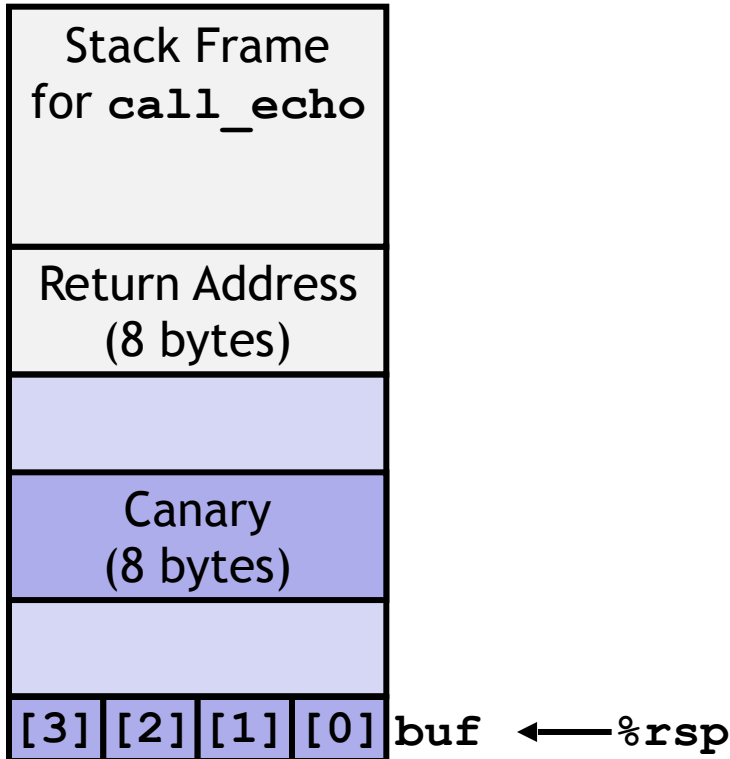 Stack Frame
for call_echo
Return Address
(8 bytes)
Canary
(8 bytes)
[3] [2] [1] [0] buf %rsp